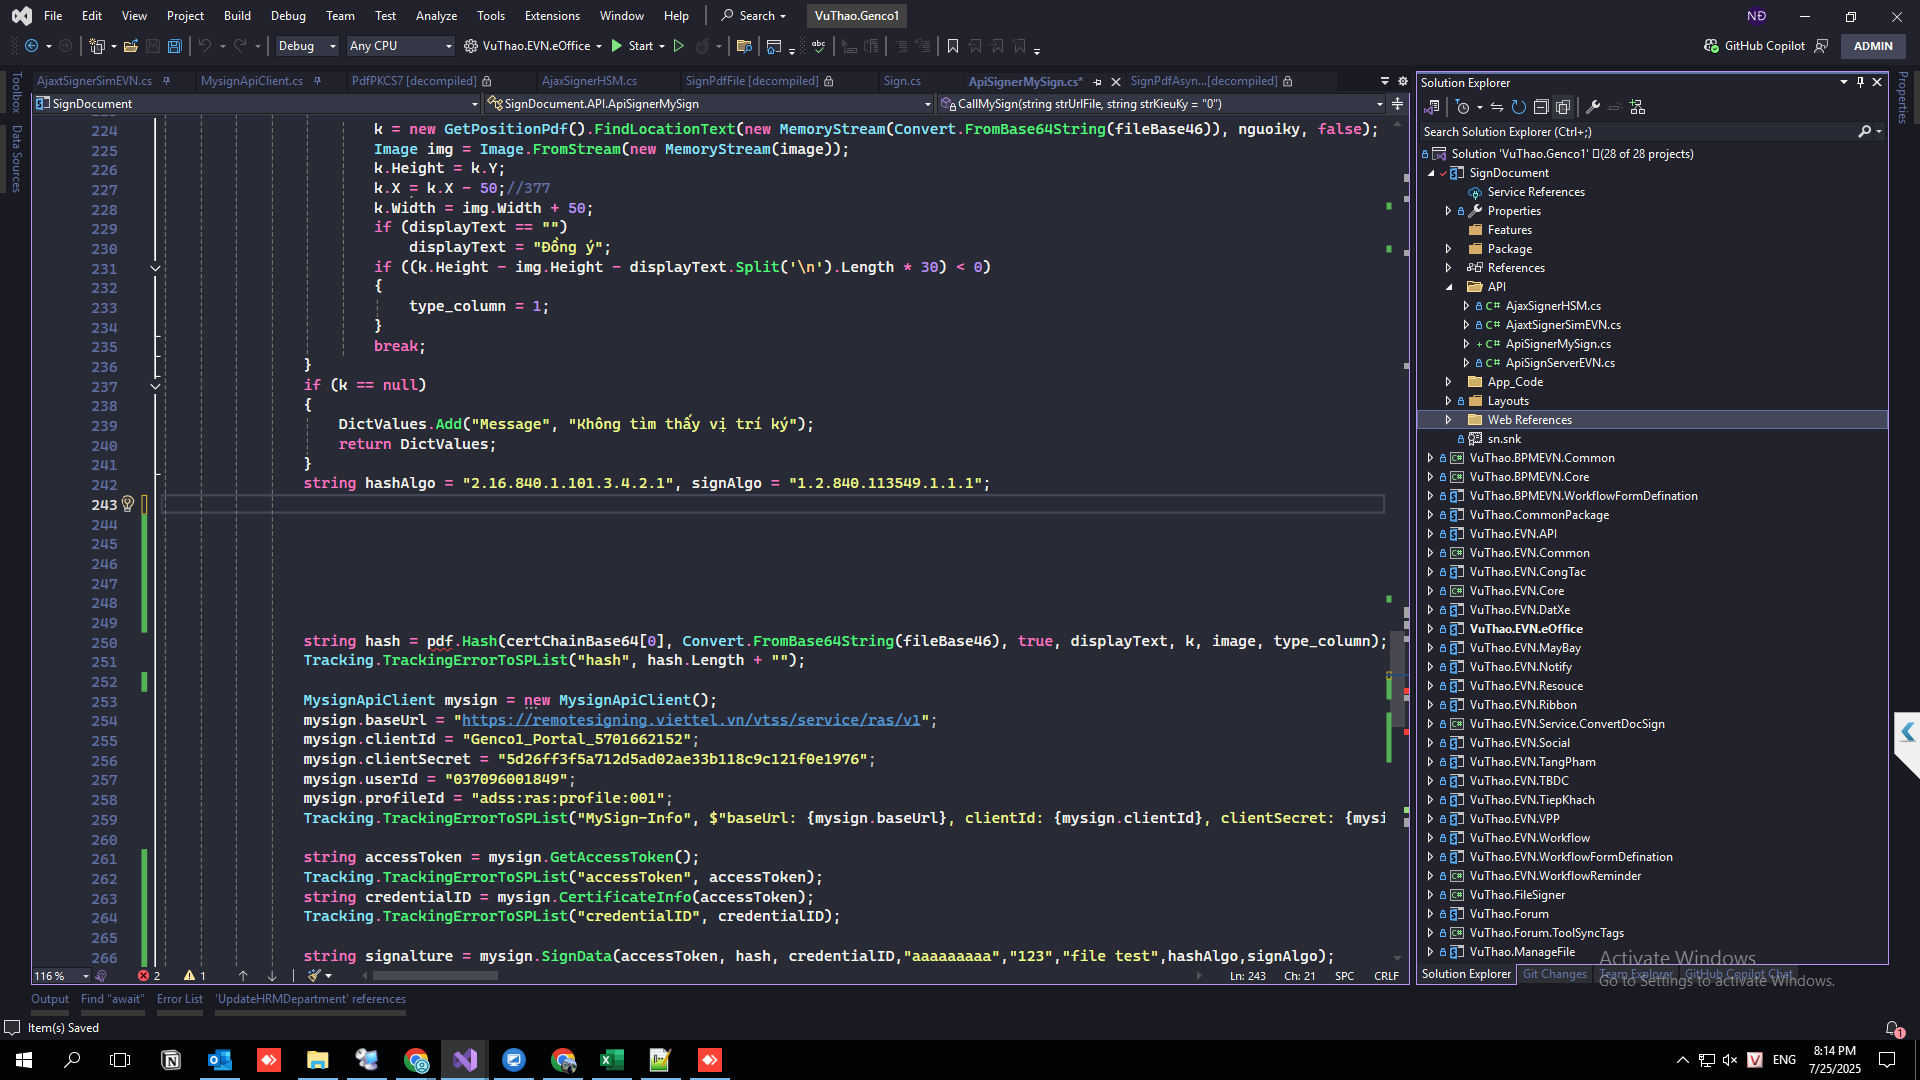 File Edit View Project Build Debug Team Test Analyze Tools Extensions Window Help Search VuThao.Genco1 NĐ
Debug Any CPU VuThao.EVN.eOffice Start GitHub Copilot ADMIN
AjaxtSignerSimEVN.cs MysignApiClient.cs PdfPKCS7 [decompiled] AjaxSignerHSM.cs SignPdfFile [decompiled] Sign.cs ApiSignerMySign.cs* SignPdfAsyn...[decompiled]
SignDocument SignDocument.API.ApiSignerMySign CallMySign(string strUrlFile, string strKieuKy = "0")
Toolbox
Data Sources
224 k = new GetPositionPdf().FindLocationText(new MemoryStream(Convert.FromBase64String(fileBase46)), nguoiky, false);
225 Image img = Image.FromStream(new MemoryStream(image));
226 k.Height = k.Y;
227 k.X = k.X - 50;//377
228 k.Width = img.Width + 50;
229 if (displayText == "")
230 displayText = "Đồng ý";
231 if ((k.Height - img.Height - displayText.Split('\n').Length * 30) < 0)
232 {
233 type_column = 1;
234 }
235 break;
236 }
237 if (k == null)
238 {
239 DictValues.Add("Message", "Không tìm thấy vị trí ký");
240 return DictValues;
241 }
242 string hashAlgo = "2.16.840.1.101.3.4.2.1", signAlgo = "1.2.840.113549.1.1.1";
243
244
245
246
247
248
249
250 string hash = pdf.Hash(certChainBase64[0], Convert.FromBase64String(fileBase46), true, displayText, k, image, type_column);
251 Tracking.TrackingErrorToSPList("hash", hash.Length + "");
252
253 MysignApiClient mysign = new MysignApiClient();
254 mysign.baseUrl = "https://remotesigning.viettel.vn/vtss/service/ras/v1";
255 mysign.clientId = "Genco1_Portal_5701662152";
256 mysign.clientSecret = "5d26ff3f5a712d5ad02ae33b118c9c121f0e1976";
257 mysign.userId = "037096001849";
258 mysign.profileId = "adss:ras:profile:001";
259 Tracking.TrackingErrorToSPList("MySign-Info", $"baseUrl: {mysign.baseUrl}, clientId: {mysign.clientId}, clientSecret: {mysi
260
261 string accessToken = mysign.GetAccessToken();
262 Tracking.TrackingErrorToSPList("accessToken", accessToken);
263 string credentialID = mysign.CertificateInfo(accessToken);
264 Tracking.TrackingErrorToSPList("credentialID", credentialID);
265
266 string signalture = mysign.SignData(accessToken, hash, credentialID,"aaaaaaaaa","123","file test",hashAlgo,signAlgo);
116 % 2 1 Ln: 243 Ch: 21 SPC CRLF
Output Find "await" Error List 'UpdateHRMDepartment' references
Item(s) Saved
Solution Explorer
Search Solution Explorer (Ctrl+;)
Solution 'VuThao.Genco1' (28 of 28 projects)
SignDocument
Service References
Properties
Features
Package
References
API
AjaxSignerHSM.cs
AjaxtSignerSimEVN.cs
ApiSignerMySign.cs
ApiSignServerEVN.cs
App_Code
Layouts
Web References
sn.snk
VuThao.BPMEVN.Common
VuThao.BPMEVN.Core
VuThao.BPMEVN.WorkflowFormDefination
VuThao.CommonPackage
VuThao.EVN.API
VuThao.EVN.Common
VuThao.EVN.CongTac
VuThao.EVN.Core
VuThao.EVN.DatXe
VuThao.EVN.eOffice
VuThao.EVN.MayBay
VuThao.EVN.Notify
VuThao.EVN.Resouce
VuThao.EVN.Ribbon
VuThao.EVN.Service.ConvertDocSign
VuThao.EVN.Social
VuThao.EVN.TangPham
VuThao.EVN.TBDC
VuThao.EVN.TiepKhach
VuThao.EVN.VPP
VuThao.EVN.Workflow
VuThao.EVN.WorkflowFormDefination
VuThao.EVN.WorkflowReminder
VuThao.FileSigner
VuThao.Forum
VuThao.Forum.ToolSyncTags
VuThao.ManageFile
Solution Explorer Git Changes Team Explorer GitHub Copilot Chat
Properties
Activate Windows
Go to Settings to activate Windows.
ENG
8:14 PM
7/25/2025